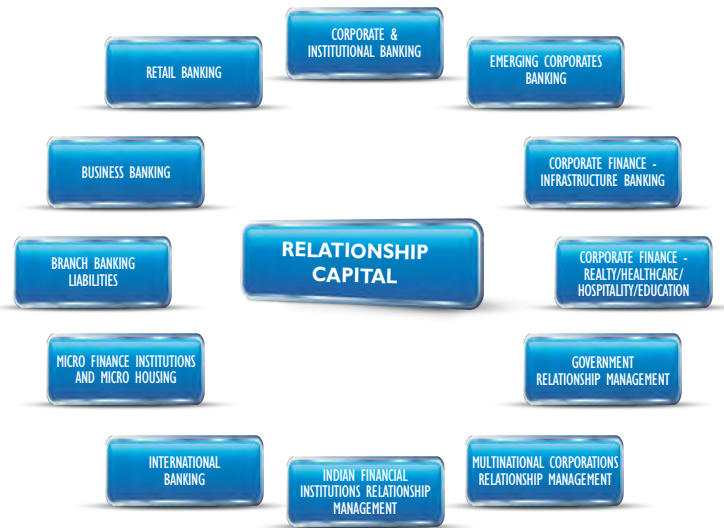 CORPORATE &
INSTITUTIONAL BANKING
EMERGING CORPORATES
BANKING
CORPORATE FINANCE -
INFRASTRUCTURE BANKING
CORPORATE FINANCE -
REALTY/HEALTHCARE/
HOSPITALITY/EDUCATION
GOVERNMENT
RELATIONSHIP MANAGEMENT
MULTINATIONAL CORPORATIONS
RELATIONSHIP MANAGEMENT
INDIAN FINANCIAL
INSTITUTIONS RELATIONSHIP
MANAGEMENT
INTERNATIONAL
BANKING
MICRO FINANCE INSTITUTIONS
AND MICRO HOUSING
BRANCH BANKING
LIABILITIES
BUSINESS BANKING
RETAIL BANKING
RELATIONSHIP
CAPITAL